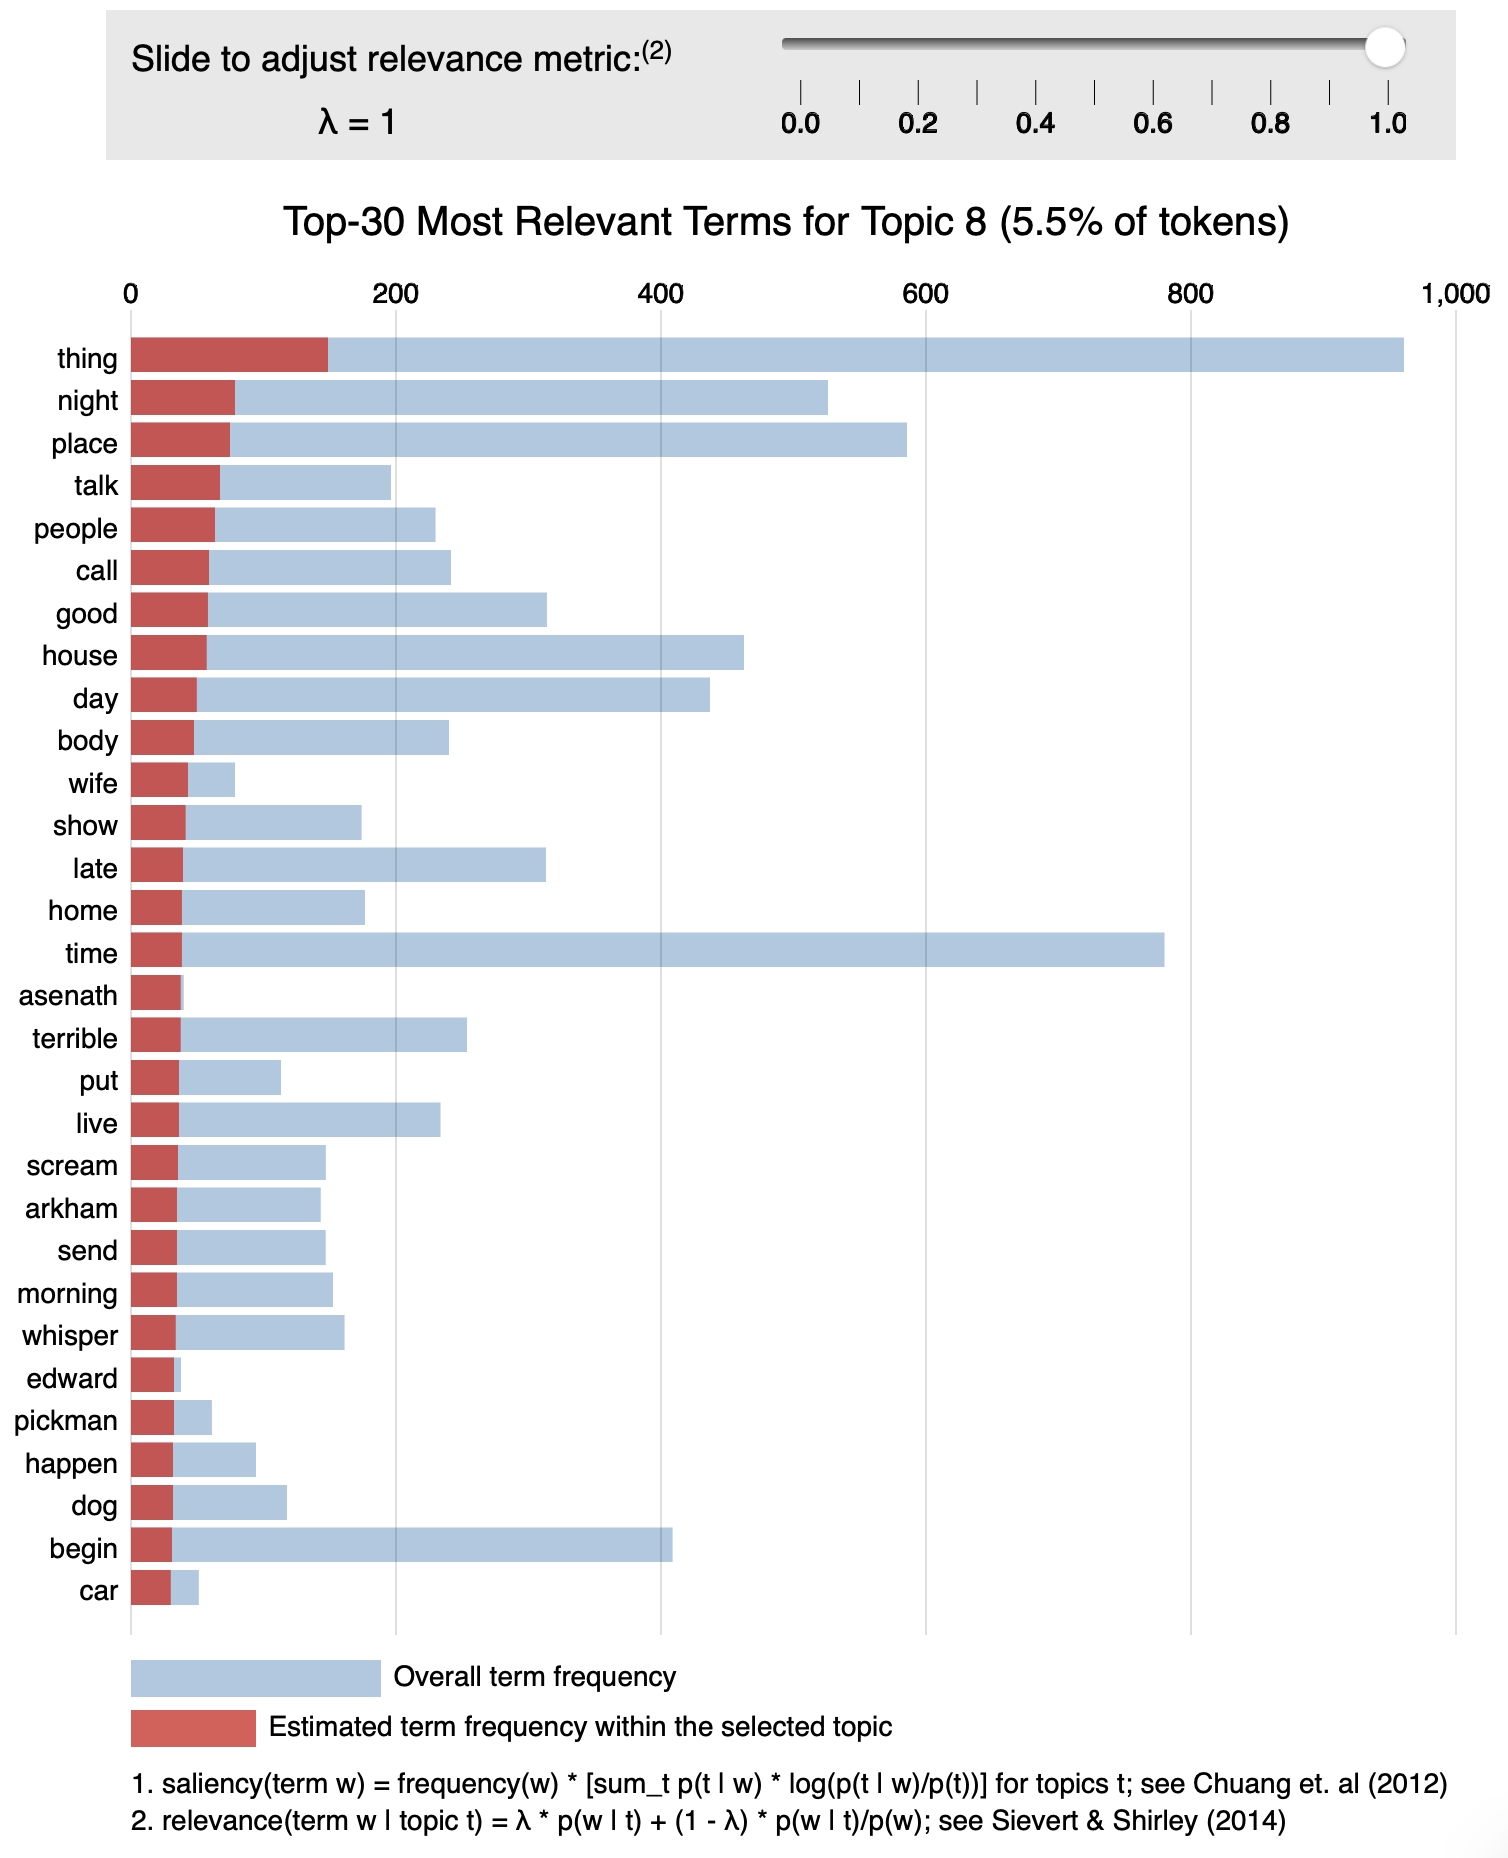 Slide to adjust relevance metric:(2)
λ = 1
0.0 0.2 0.4 0.6 0.8 1.0
Top-30 Most Relevant Terms for Topic 8 (5.5% of tokens)
0 200 400 600 800 1,000
thing
night
place
talk
people
call
good
house
day
body
wife
show
late
home
time
asenath
terrible
put
live
scream
arkham
send
morning
whisper
edward
pickman
happen
dog
begin
car
Overall term frequency
Estimated term frequency within the selected topic
1. saliency(term w) = frequency(w) * [sum_t p(t | w) * log(p(t | w)/p(t))] for topics t; see Chuang et. al (2012)
2. relevance(term w | topic t) = λ * p(w | t) + (1 - λ) * p(w | t)/p(w); see Sievert & Shirley (2014)